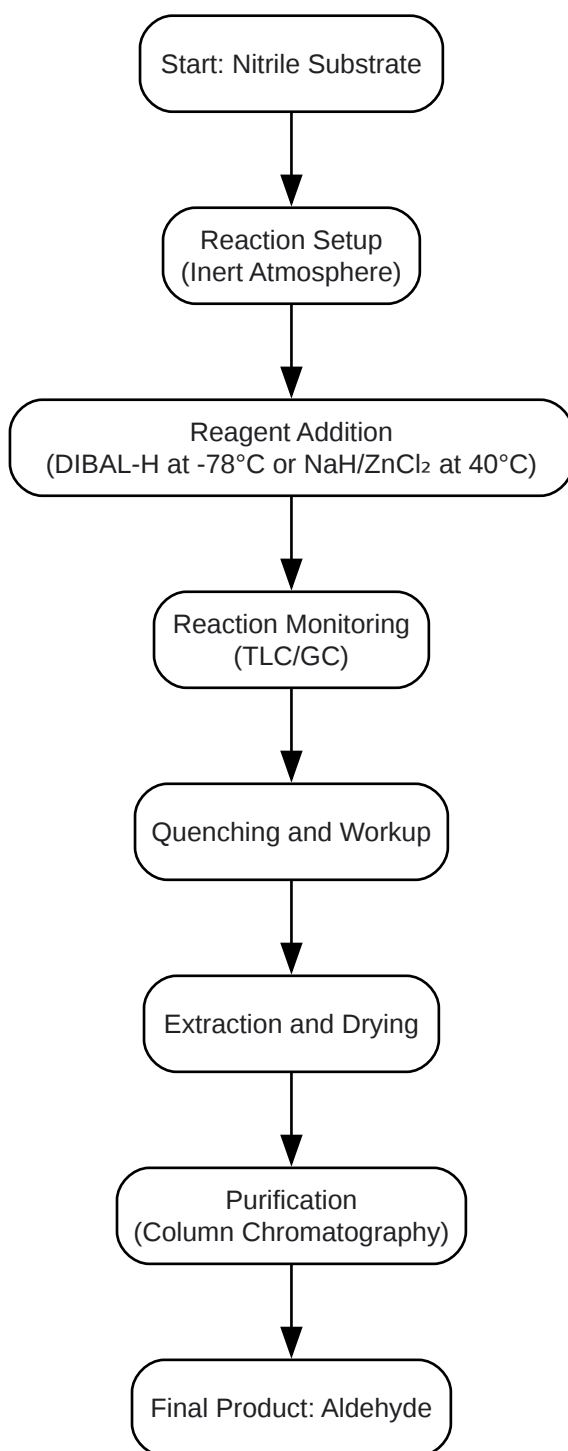 Start: Nitrile Substrate
Reaction Setup
(Inert Atmosphere)
Reagent Addition
(DIBAL-H at -78°C or NaH/ZnCl₂ at 40°C)
Reaction Monitoring
(TLC/GC)
Quenching and Workup
Extraction and Drying
Purification
(Column Chromatography)
Final Product: Aldehyde